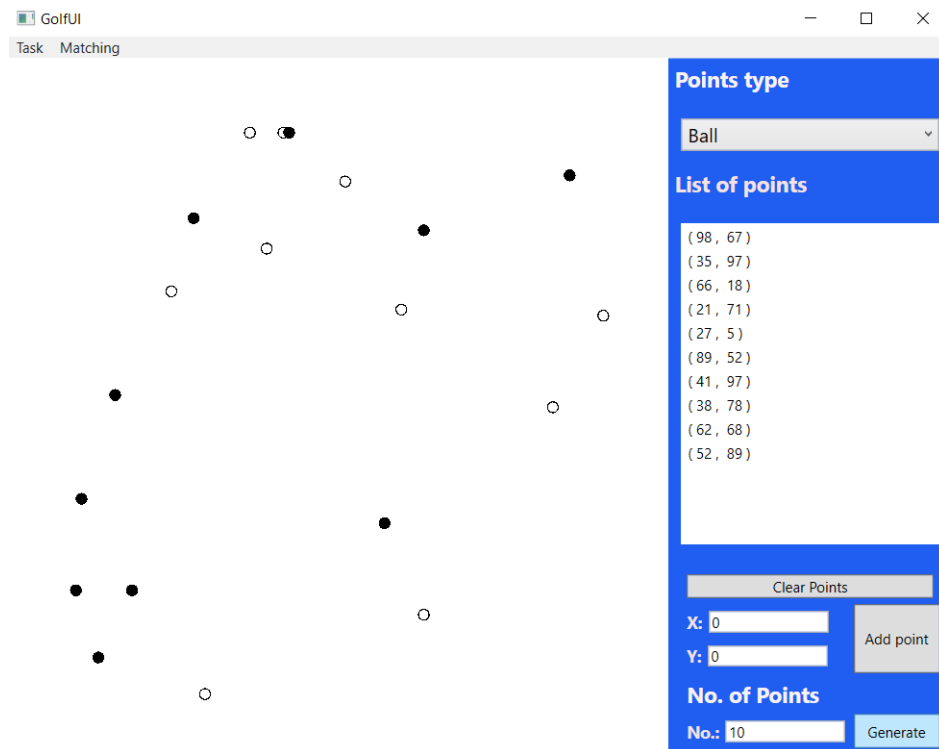 GolfUI
Task Matching
Points type
Ball
List of points
( 98 , 67 )
( 35 , 97 )
( 66 , 18 )
( 21 , 71 )
( 27 , 5 )
( 89 , 52 )
( 41 , 97 )
( 38 , 78 )
( 62 , 68 )
( 52 , 89 )
Clear Points
X: 0
Add point
Y: 0
No. of Points
No.: 10 Generate